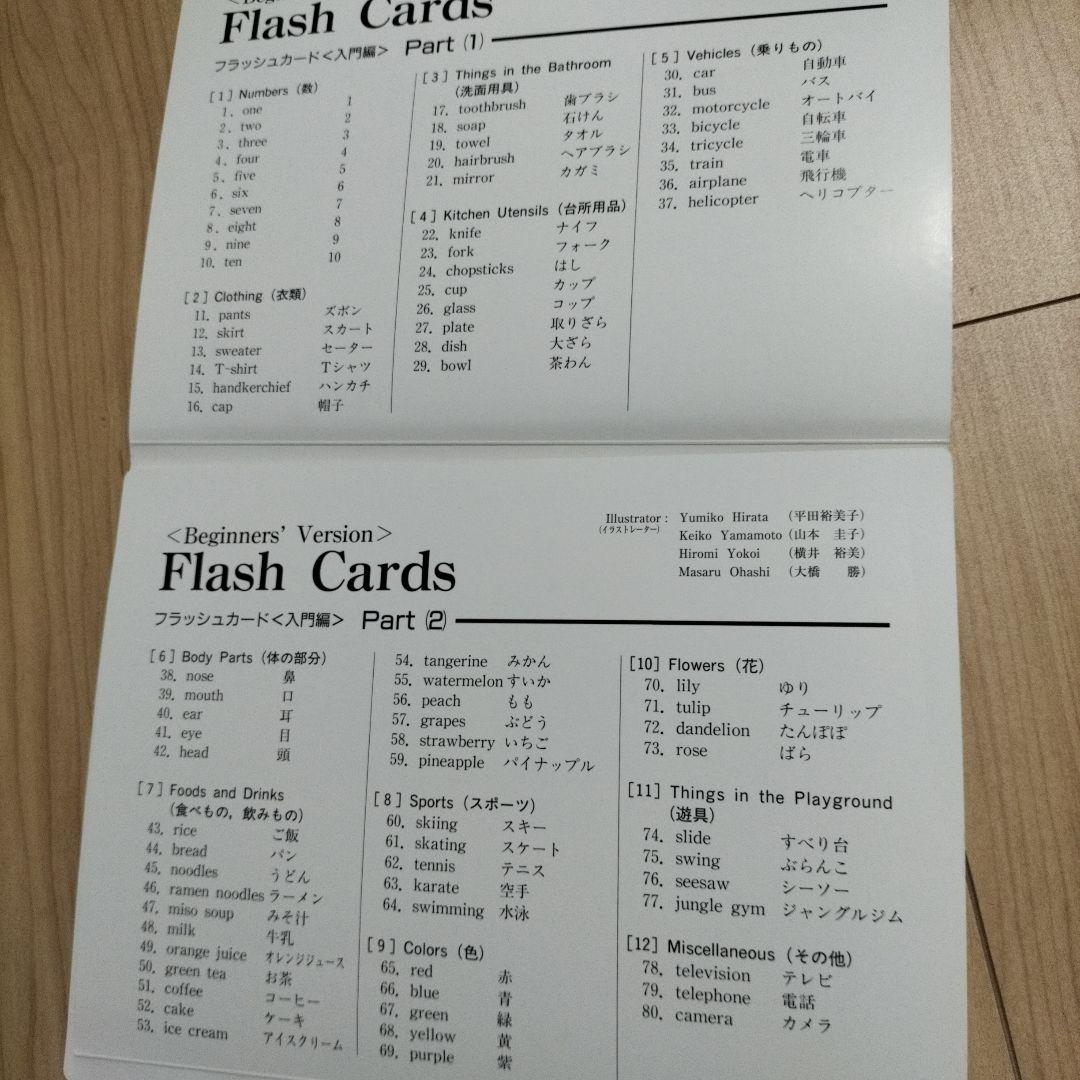 Flash Cards
フラッシュカード<入門編> Part (1)
[1] Numbers (数)
1. one 1
2. two 2
3. three 3
4. four 4
5. five 5
6. six 6
7. seven 7
8. eight 8
9. nine 9
10. ten 10
[2] Clothing (衣類)
11. pants ズボン
12. skirt スカート
13. sweater セーター
14. T-shirt Tシャツ
15. handkerchief ハンカチ
16. cap 帽子
[3] Things in the Bathroom
(洗面用具)
17. toothbrush 歯ブラシ
18. soap 石けん
19. towel タオル
20. hairbrush ヘアブラシ
21. mirror カガミ
[4] Kitchen Utensils (台所用品)
22. knife ナイフ
23. fork フォーク
24. chopsticks はし
25. cup カップ
26. glass コップ
27. plate 取りざら
28. dish 大ざら
29. bowl 茶わん
[5] Vehicles (乗りもの)
30. car 自動車
31. bus バス
32. motorcycle オートバイ
33. bicycle 自転車
34. tricycle 三輪車
35. train 電車
36. airplane 飛行機
37. helicopter ヘリコプター
<Beginners' Version>
Flash Cards
フラッシュカード<入門編> Part (2)
Illustrator : Yumiko Hirata (平田裕美子)
(イラストレーター) Keiko Yamamoto (山本 圭子)
Hiromi Yokoi (横井 裕美)
Masaru Ohashi (大橋 勝)
[6] Body Parts (体の部分)
38. nose 鼻
39. mouth 口
40. ear 耳
41. eye 目
42. head 頭
[7] Foods and Drinks
(食べもの, 飲みもの)
43. rice ご飯
44. bread パン
45. noodles うどん
46. ramen noodles ラーメン
47. miso soup みそ汁
48. milk 牛乳
49. orange juice オレンジジュース
50. green tea お茶
51. coffee コーヒー
52. cake ケーキ
53. ice cream アイスクリーム
54. tangerine みかん
55. watermelon すいか
56. peach もも
57. grapes ぶどう
58. strawberry いちご
59. pineapple パイナップル
[8] Sports (スポーツ)
60. skiing スキー
61. skating スケート
62. tennis テニス
63. karate 空手
64. swimming 水泳
[9] Colors (色)
65. red 赤
66. blue 青
67. green 緑
68. yellow 黄
69. purple 紫
[10] Flowers (花)
70. lily ゆり
71. tulip チューリップ
72. dandelion たんぽぽ
73. rose ばら
[11] Things in the Playground
(遊具)
74. slide すべり台
75. swing ぶらんこ
76. seesaw シーソー
77. jungle gym ジャングルジム
[12] Miscellaneous (その他)
78. television テレビ
79. telephone 電話
80. camera カメラ